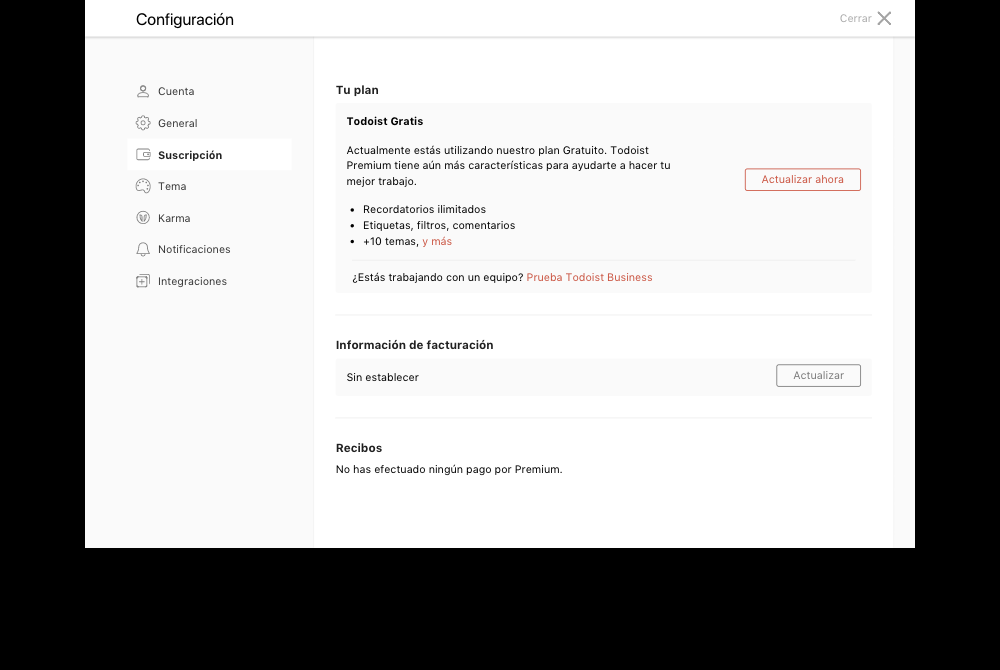 Configuración
Cerrar
Cuenta
General
Suscripción
Tema
Karma
Notificaciones
Integraciones
Tu plan
Todoist Gratis
Actualmente estás utilizando nuestro plan Gratuito. Todoist
Premium tiene aún más características para ayudarte a hacer tu
mejor trabajo.
Actualizar ahora
• Recordatorios ilimitados
• Etiquetas, filtros, comentarios
• +10 temas, y más
¿Estás trabajando con un equipo? Prueba Todoist Business
Información de facturación
Sin establecer
Actualizar
Recibos
No has efectuado ningún pago por Premium.